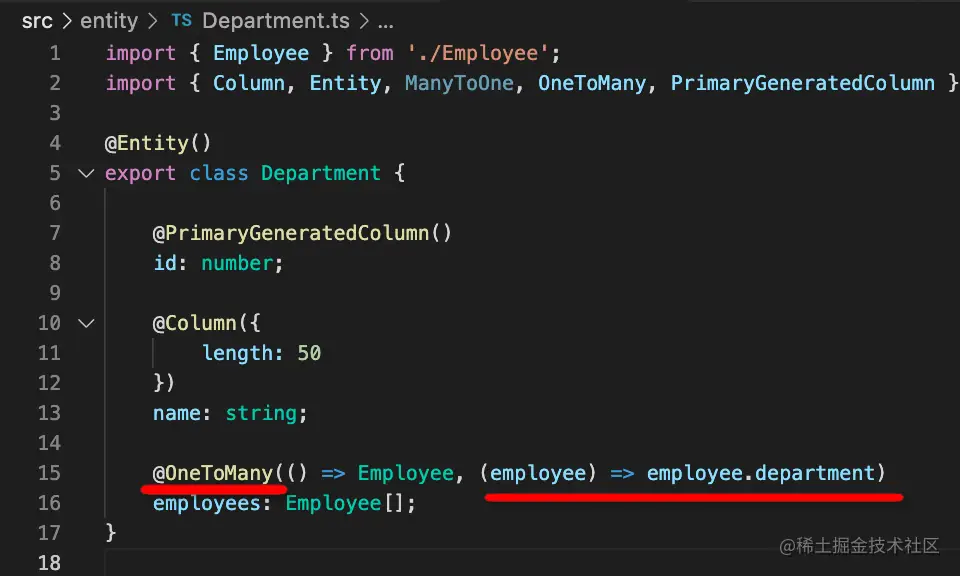 src > entity > TS Department.ts > ...
1 import { Employee } from './Employee';
2 import { Column, Entity, ManyToOne, OneToMany, PrimaryGeneratedColumn }
3
4 @Entity()
5 export class Department {
6
7 @PrimaryGeneratedColumn()
8 id: number;
9
10 @Column({
11 length: 50
12 })
13 name: string;
14
15 @OneToMany(() => Employee, (employee) => employee.department)
16 employees: Employee[];
17 }
18
@稀土掘金技术社区